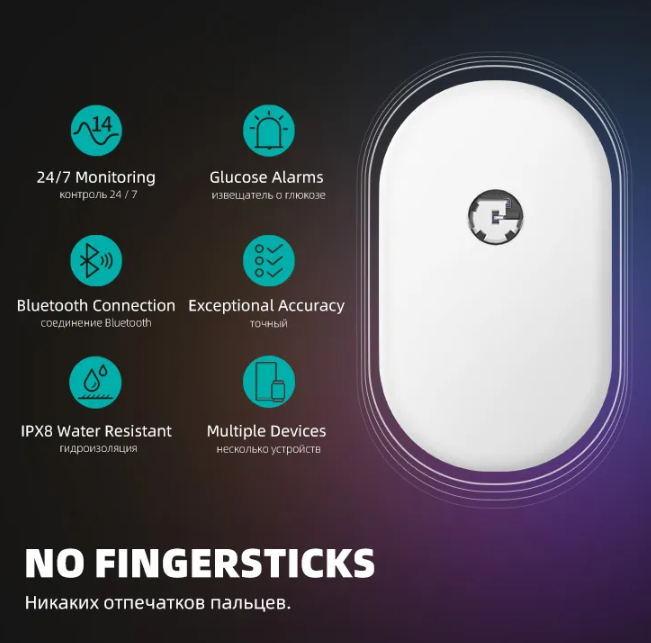 14
24/7 Monitoring
контроль 24 / 7
Glucose Alarms
извещатель о глюкозе
Bluetooth Connection
соединение Bluetooth
Exceptional Accuracy
точный
IPX8 Water Resistant
гидроизоляция
Multiple Devices
несколько устройств
NO FINGERSTICKS
Никаких отпечатков пальцев.